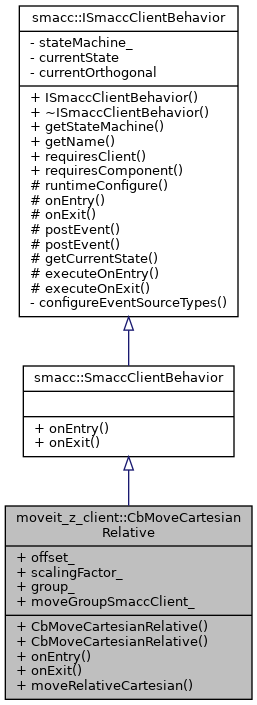 smacc::ISmaccClientBehavior
- stateMachine_
- currentState
- currentOrthogonal
+ ISmaccClientBehavior()
+ ~ISmaccClientBehavior()
+ getStateMachine()
+ getName()
+ requiresClient()
+ requiresComponent()
# runtimeConfigure()
# onEntry()
# onExit()
# postEvent()
# postEvent()
# getCurrentState()
# executeOnEntry()
# executeOnExit()
- configureEventSourceTypes()
smacc::SmaccClientBehavior
+ onEntry()
+ onExit()
moveit_z_client::CbMoveCartesian
Relative
+ offset_
+ scalingFactor_
+ group_
+ moveGroupSmaccClient_
+ CbMoveCartesianRelative()
+ CbMoveCartesianRelative()
+ onEntry()
+ onExit()
+ moveRelativeCartesian()